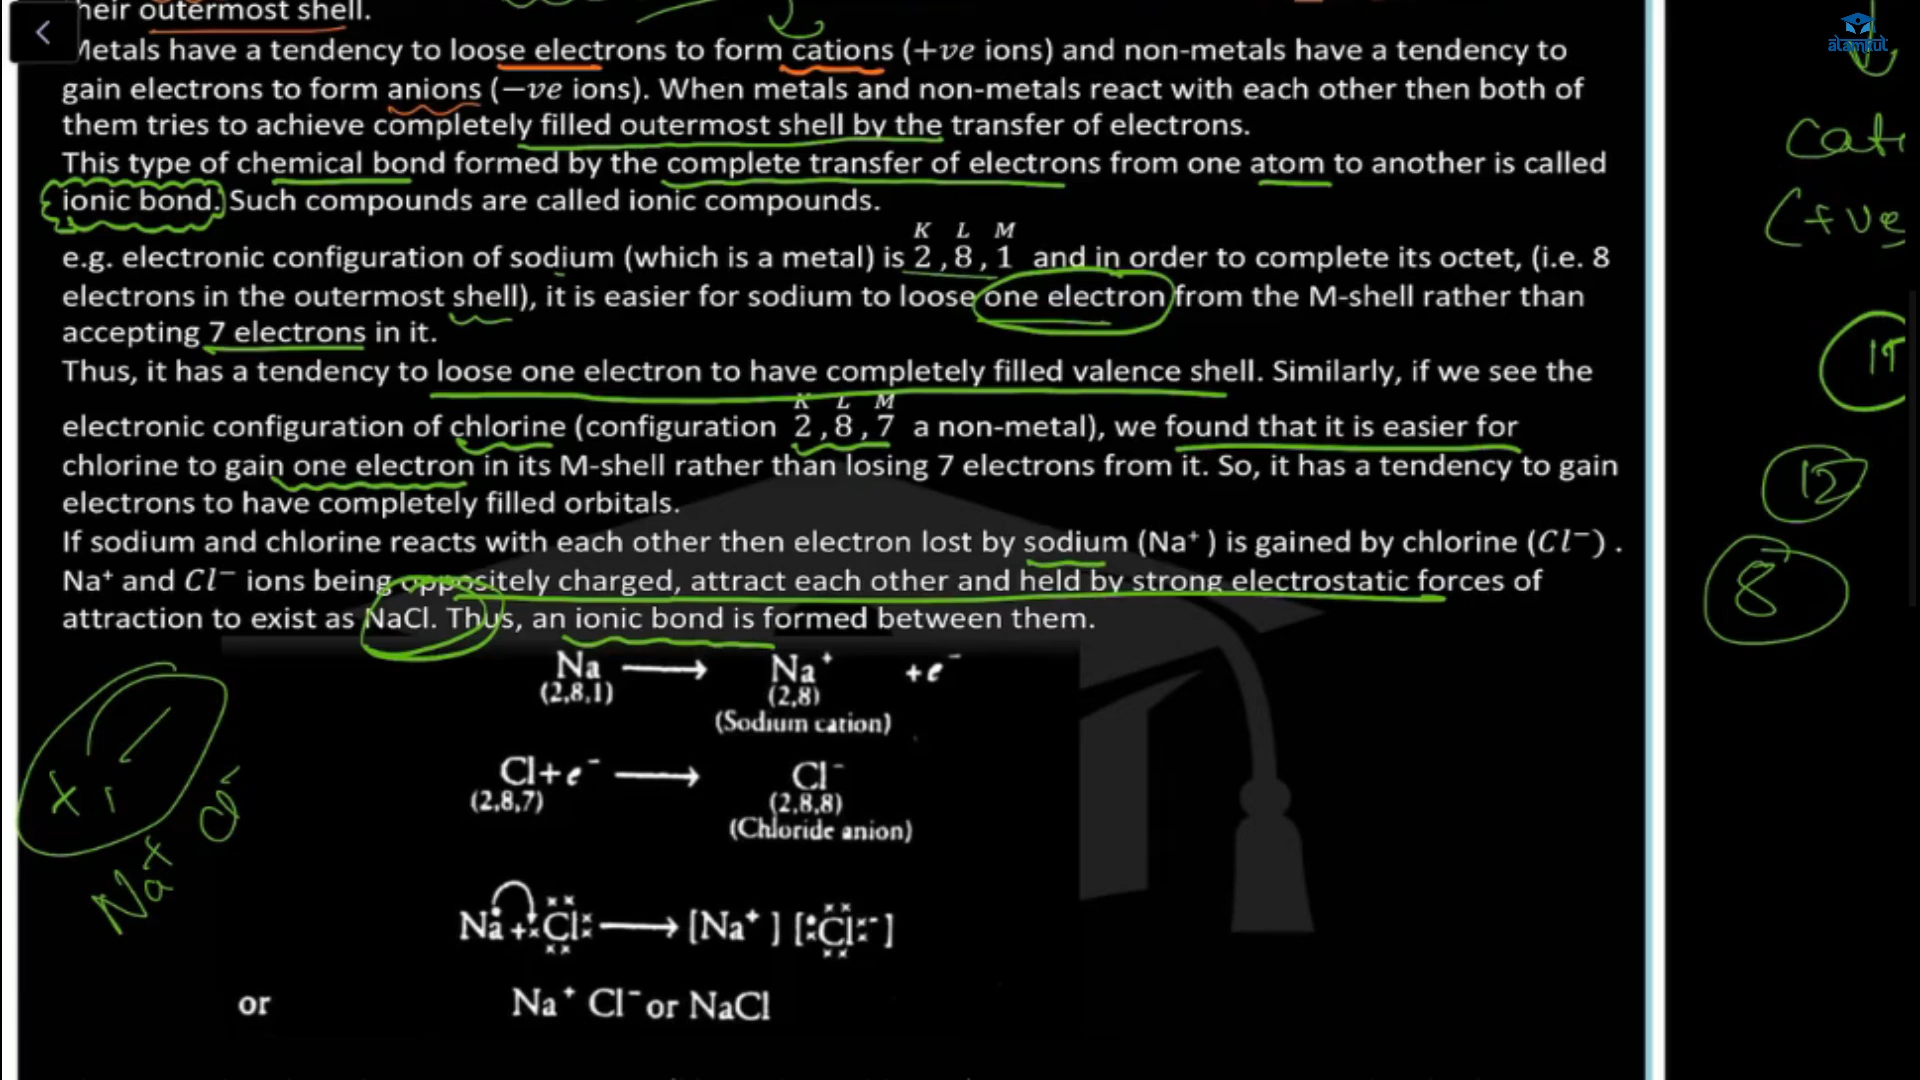 heir outermost shell.
Metals have a tendency to loose electrons to form cations (+ve ions) and non-metals have a tendency to
gain electrons to form anions (−ve ions). When metals and non-metals react with each other then both of
them tries to achieve completely filled outermost shell by the transfer of electrons.
This type of chemical bond formed by the complete transfer of electrons from one atom to another is called
ionic bond. Such compounds are called ionic compounds.
K L M
e.g. electronic configuration of sodium (which is a metal) is 2 , 8 , 1 and in order to complete its octet, (i.e. 8
electrons in the outermost shell), it is easier for sodium to loose one electron from the M-shell rather than
accepting 7 electrons in it.
Thus, it has a tendency to loose one electron to have completely filled valence shell. Similarly, if we see the
K L M
electronic configuration of chlorine (configuration 2 , 8 , 7 a non-metal), we found that it is easier for
chlorine to gain one electron in its M-shell rather than losing 7 electrons from it. So, it has a tendency to gain
electrons to have completely filled orbitals.
If sodium and chlorine reacts with each other then electron lost by sodium (Na⁺ ) is gained by chlorine (Cl⁻) .
Na⁺ and Cl⁻ ions being oppositely charged, attract each other and held by strong electrostatic forces of
attraction to exist as NaCl. Thus, an ionic bond is formed between them.
Na ⟶ Na⁺ + e⁻
(2,8,1) (2,8)
(Sodium cation)
Cl + e⁻ ⟶ Cl⁻
(2,8,7) (2,8,8)
(Chloride anion)
Na + Cl ⟶ [Na⁺ ] [Cl⁻]
or Na⁺ Cl⁻ or NaCl
Na⁺ Cl⁻
alamkul
(+ve
12
8